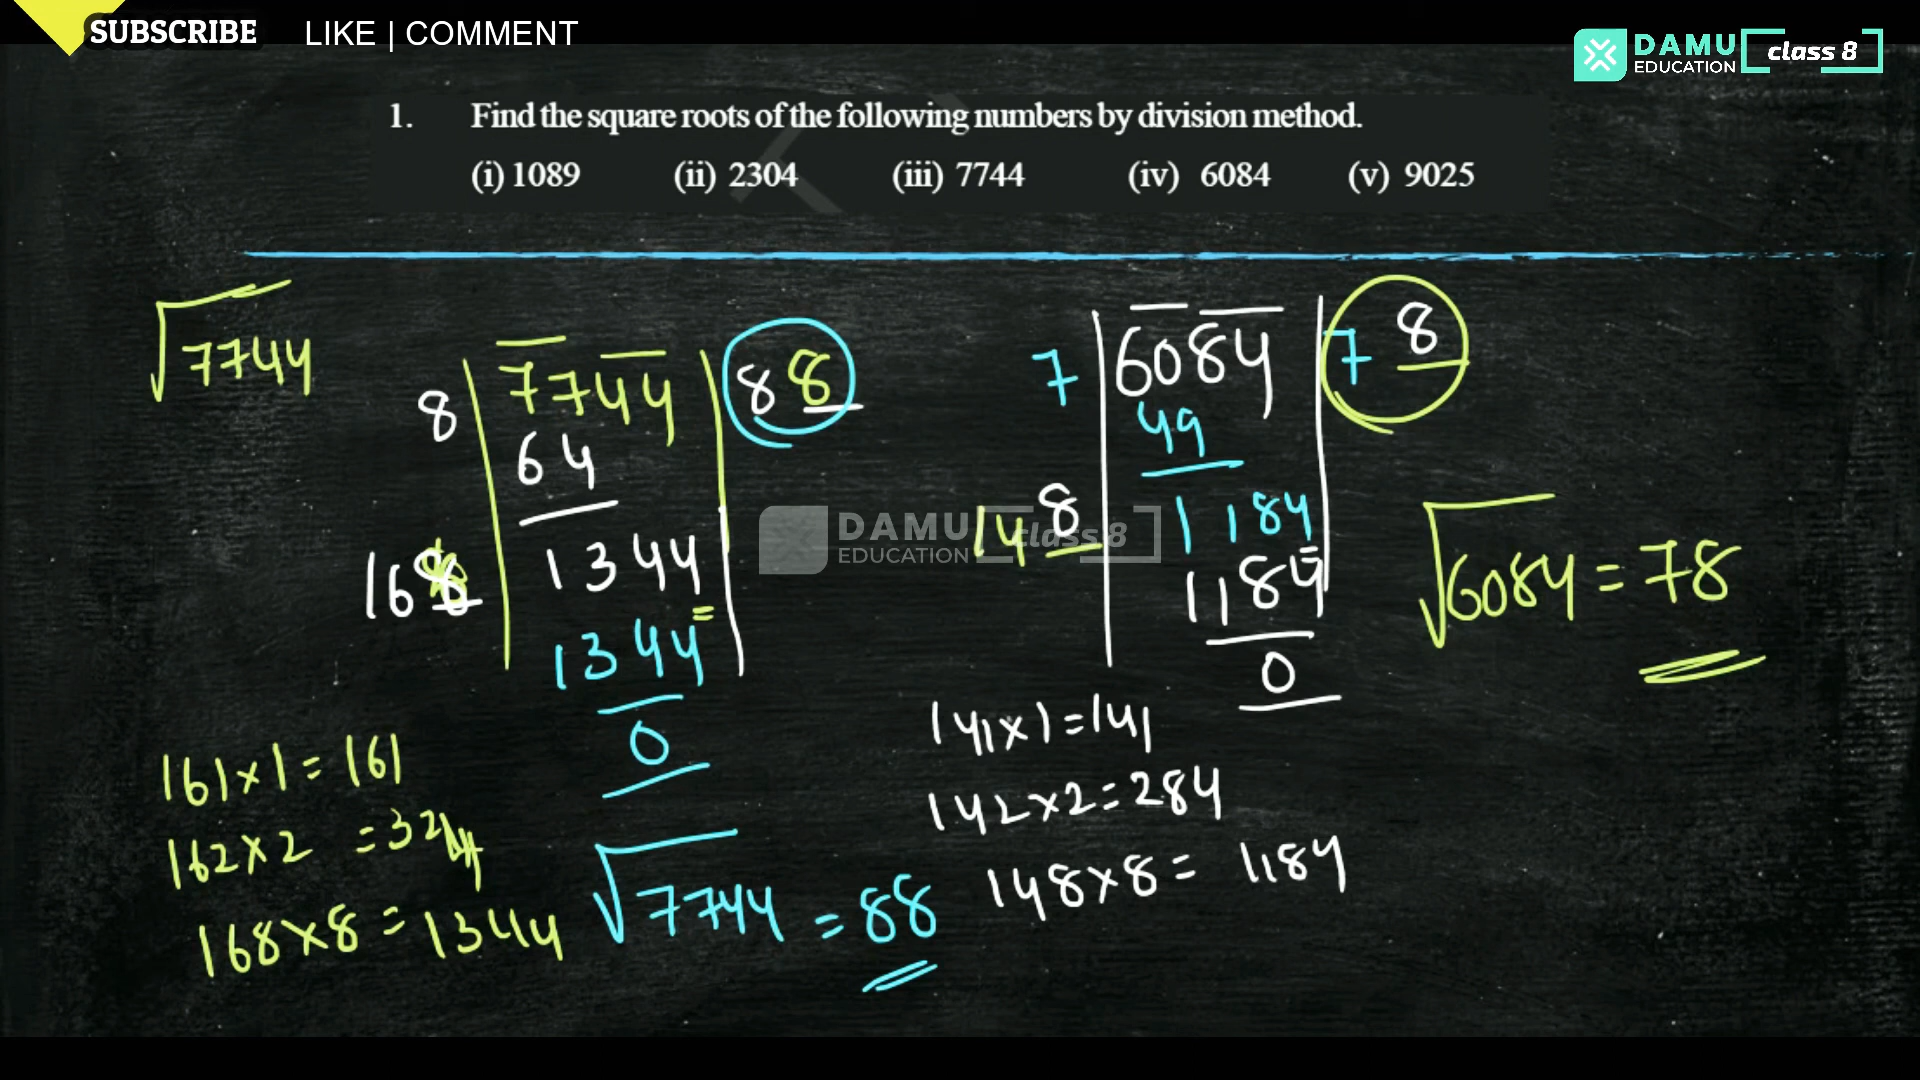 SUBSCRIBE LIKE | COMMENT
DAMU EDUCATION class 8
1. Find the square roots of the following numbers by division method.
(i) 1089 (ii) 2304 (iii) 7744 (iv) 6084 (v) 9025
√7744
8 7744 88
64
168 1344
1344
0
161×1=161
162×2 =324
168×8=1344
√7744 = 88
7 6084 78
49
148 1184
1184
0
141×1=141
142×2=284
148×8= 1184
√6084 = 78
DAMU EDUCATION class 8